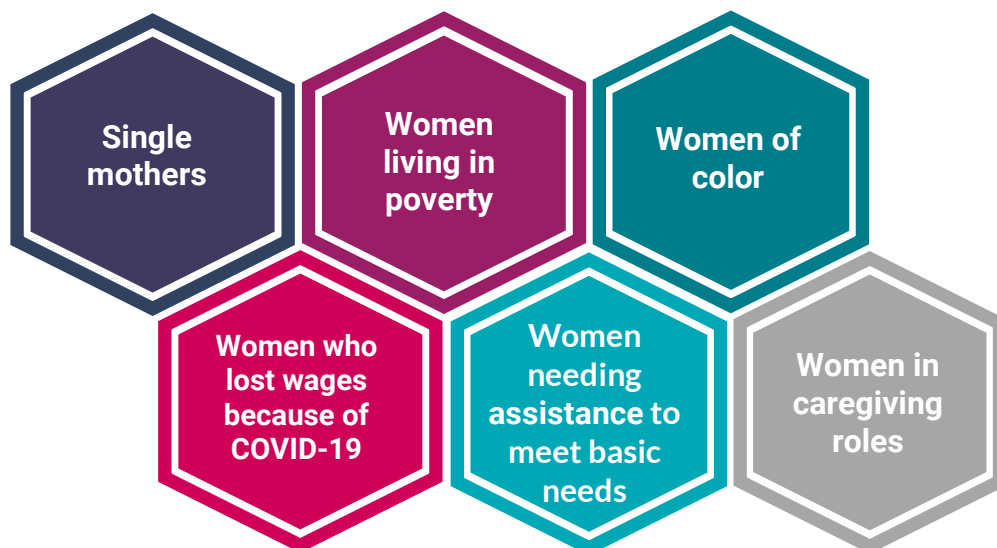 Single
mothers
Women
living in
poverty
Women of
color
Women who
lost wages
because of
COVID-19
Women
needing
assistance to
meet basic
needs
Women in
caregiving
roles